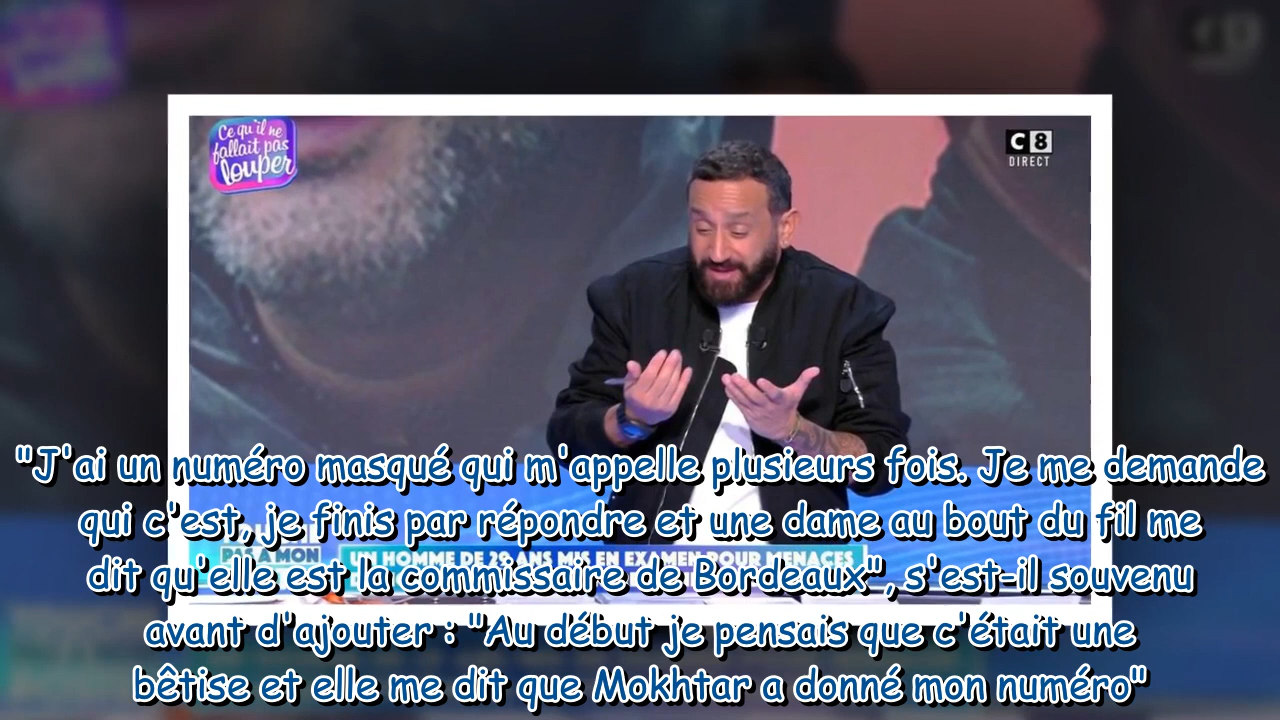 Ce qu'il ne
fallait pas
louper
C8
DIRECT
"J'ai un numéro masqué qui m'appelle plusieurs fois. Je me demande
qui c'est, je finis par répondre et une dame au bout du fil me
PAS À MON
UN HOMME DE 29 ANS MIS EN EXAMEN POUR MENACES
dit qu'elle est la commissaire de Bordeaux", s'est-il souvenu
avant d'ajouter : "Au début je pensais que c'était une
bêtise et elle me dit que Mokhtar a donné mon numéro"